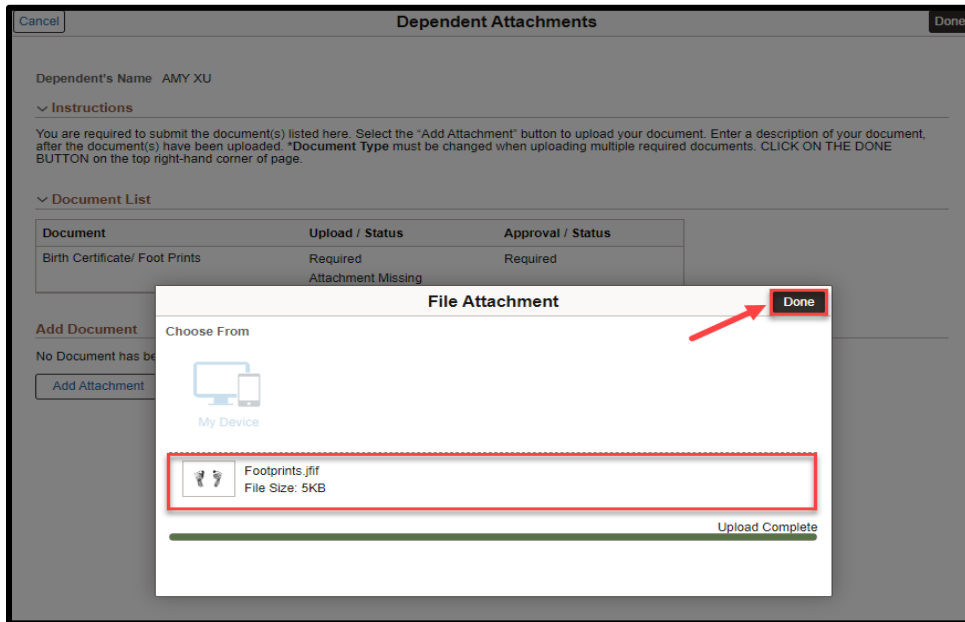 Cancel
Dependent Attachments
Done
Dependent's Name AMY XU
Instructions
You are required to submit the document(s) listed here. Select the "Add Attachment" button to upload your document. Enter a description of your document,
after the document(s) have been uploaded. *Document Type must be changed when uploading multiple required documents. CLICK ON THE DONE
BUTTON on the top right-hand corner of page.
Document List
Document Upload / Status Approval / Status
Birth Certificate/ Foot Prints Required Required
Attachment Missing
File Attachment
Done
Add Document
Choose From
No Document has be
Add Attachment
My Device
Footprints.jfif
File Size: 5KB
Upload Complete